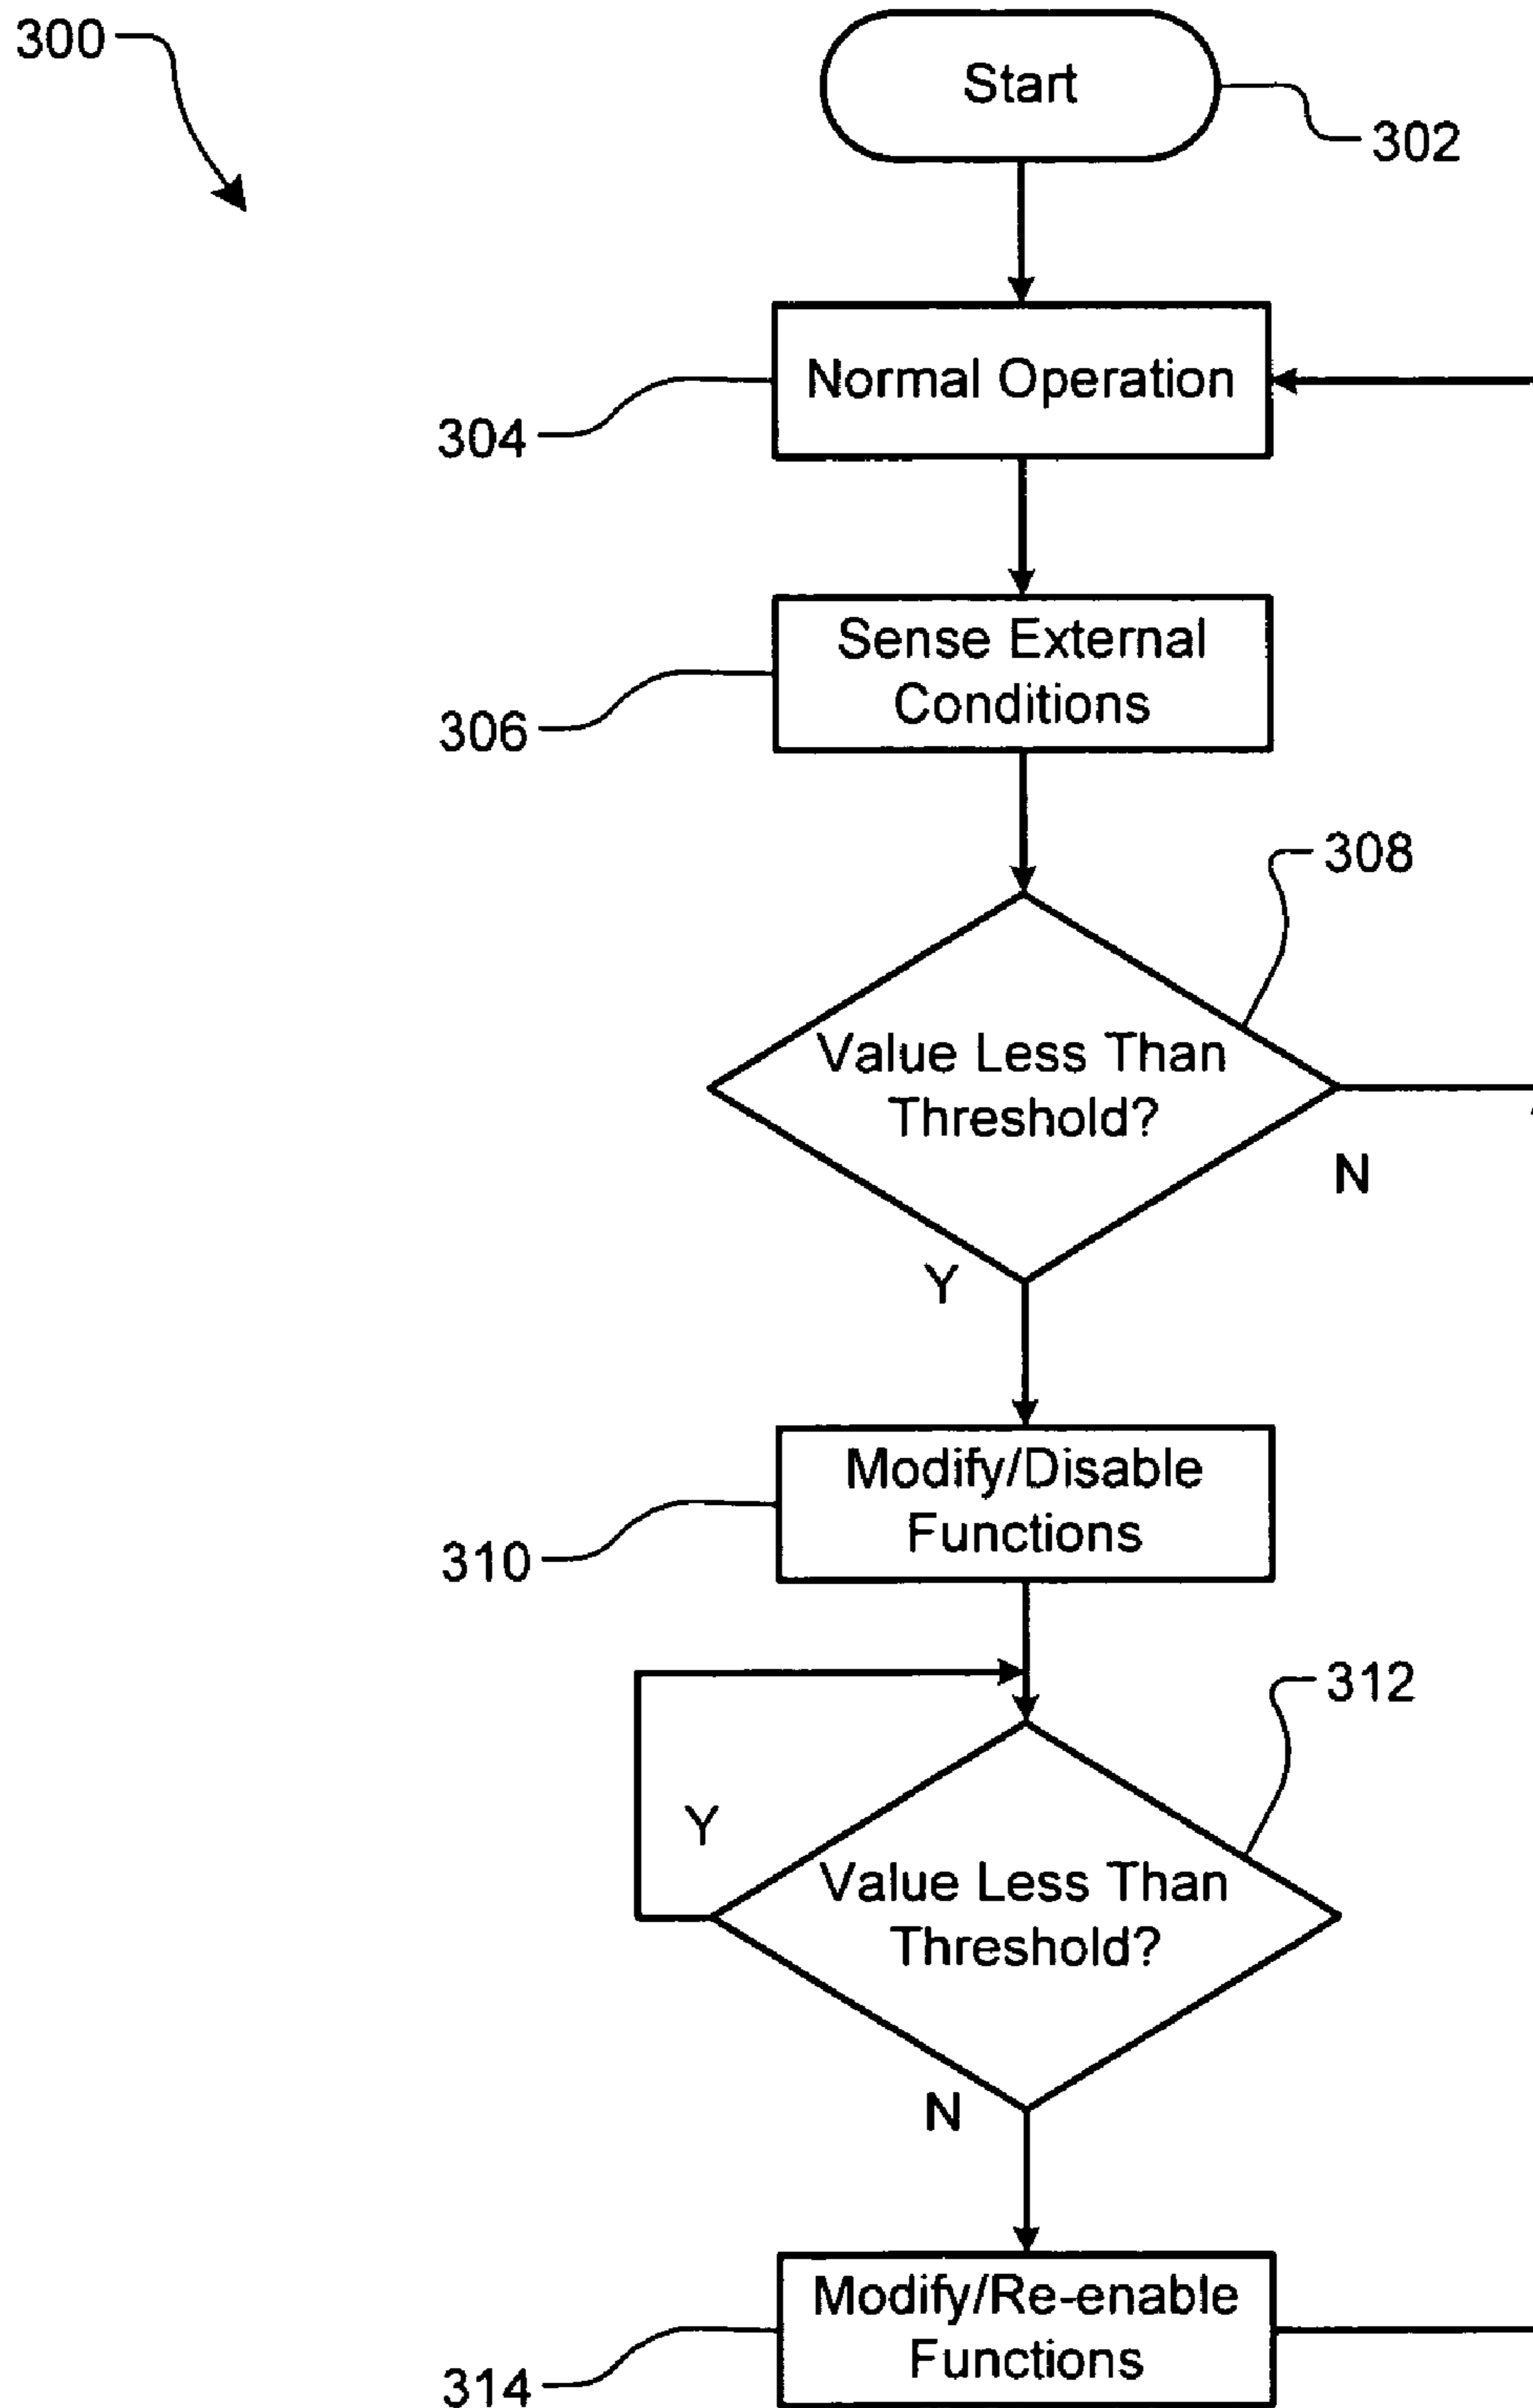 300
Start
302
Normal Operation
304
Sense External
Conditions
306
308
Value Less Than
Threshold?
N
Y
Modify/Disable
Functions
310
312
Y
Value Less Than
Threshold?
N
Modify/Re-enable
Functions
314